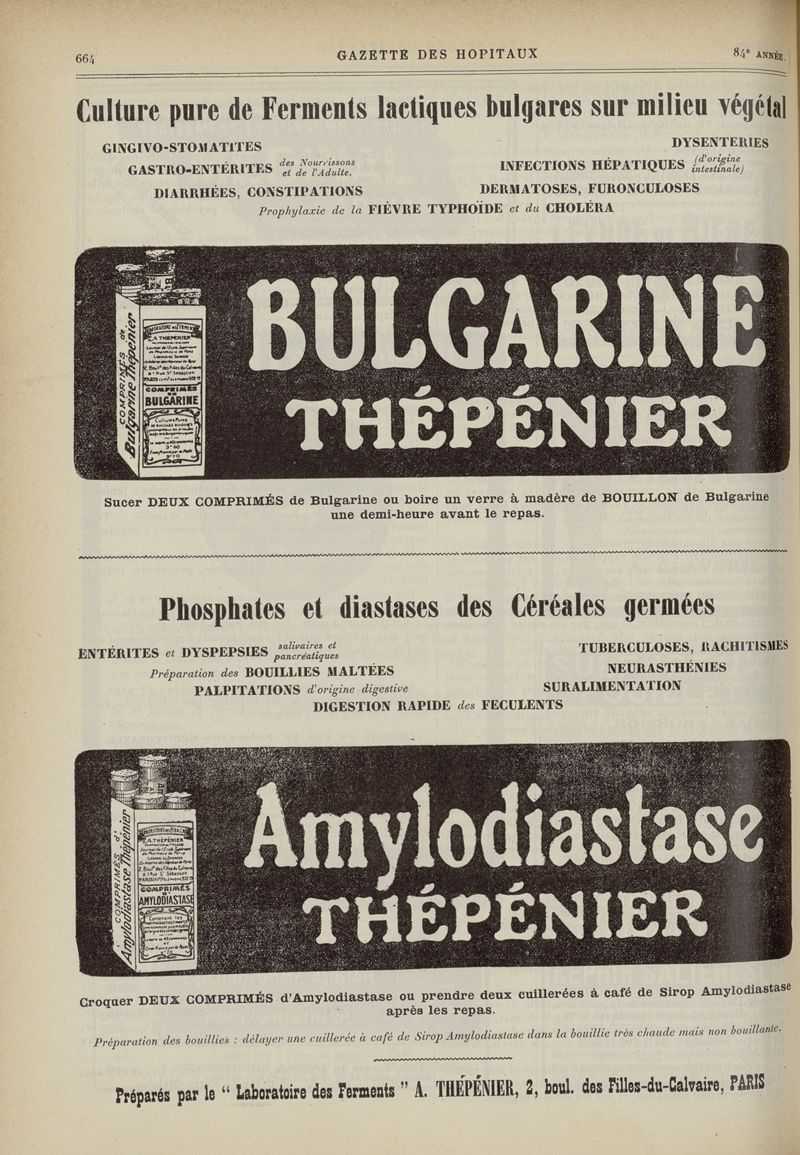 664
GAZETTE DES HOPITAUX
84e ANNÉE.
Culture pure de Ferments lactiques bulgares sur milieu végétal
GINGIVO-STOMATITES
DYSENTERIES
GASTRO-ENTÉRITES des Nourrissons et de l'Adulte.
INFECTIONS HÉPATIQUES (d'origine intestinale)
DIARRHÉES, CONSTIPATIONS
DERMATOSES, FURONCULOSES
Prophylaxie de la FIÈVRE TYPHOÏDE et du CHOLÉRA
COMPRIMÉS de
Bulgarine Thépénier
A. THÉPÉNIER
COMPRIMÉS
DE
BULGARINE
BULGARINE
THÉPÉNIER
Sucer DEUX COMPRIMÉS de Bulgarine ou boire un verre à madère de BOUILLON de Bulgarine
une demi-heure avant le repas.
Phosphates et diastases des Céréales germées
ENTÉRITES et DYSPEPSIES salivaires et pancréatiques
TUBERCULOSES, RACHITISMES
Préparation des BOUILLIES MALTÉES
NEURASTHÉNIES
PALPITATIONS d'origine digestive
SURALIMENTATION
DIGESTION RAPIDE des FECULENTS
COMPRIMÉS d'
Amylodiastase Thépénier
A. THÉPÉNIER
COMPRIMÉS
D'
AMYLODIASTASE
Amylodiastase
THÉPÉNIER
Croquer DEUX COMPRIMÉS d'Amylodiastase ou prendre deux cuillerées à café de Sirop Amylodiastase
après les repas.
Préparation des bouillies : délayer une cuillerée à café de Sirop Amylodiastase dans la bouillie très chaude mais non bouillante.
Préparés par le “ Laboratoire des Ferments ” A. THÉPÉNIER, 2, boul. des Filles-du-Calvaire, PARIS